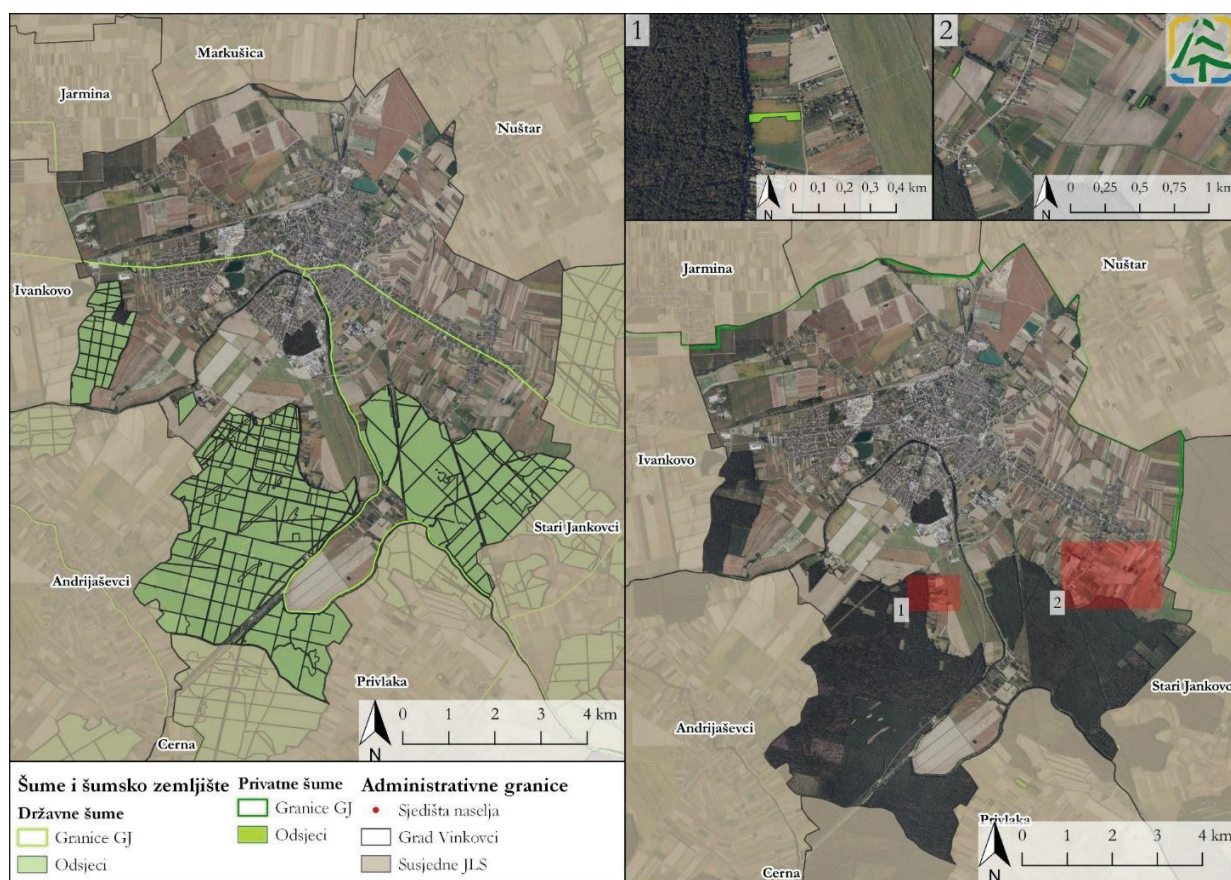 Markušica
Jarmina
Nuštar
Ivankovo
Stari Jankovci
Andrijaševci
Privlaka
Cerna
N
0 1 2 3 4 km
1
N
0 0,1 0,2 0,3 0,4 km
2
N
0 0,25 0,5 0,75 1 km
Jarmina
Nuštar
Ivankovo
1
2
Stari Jankovci
Andrijaševci
Privlaka
Cerna
N
0 1 2 3 4 km
Šume i šumsko zemljište
Državne šume
Granice GJ
Odsjeci
Privatne šume
Granice GJ
Odsjeci
Administrativne granice
Sjedišta naselja
Grad Vinkovci
Susjedne JLS